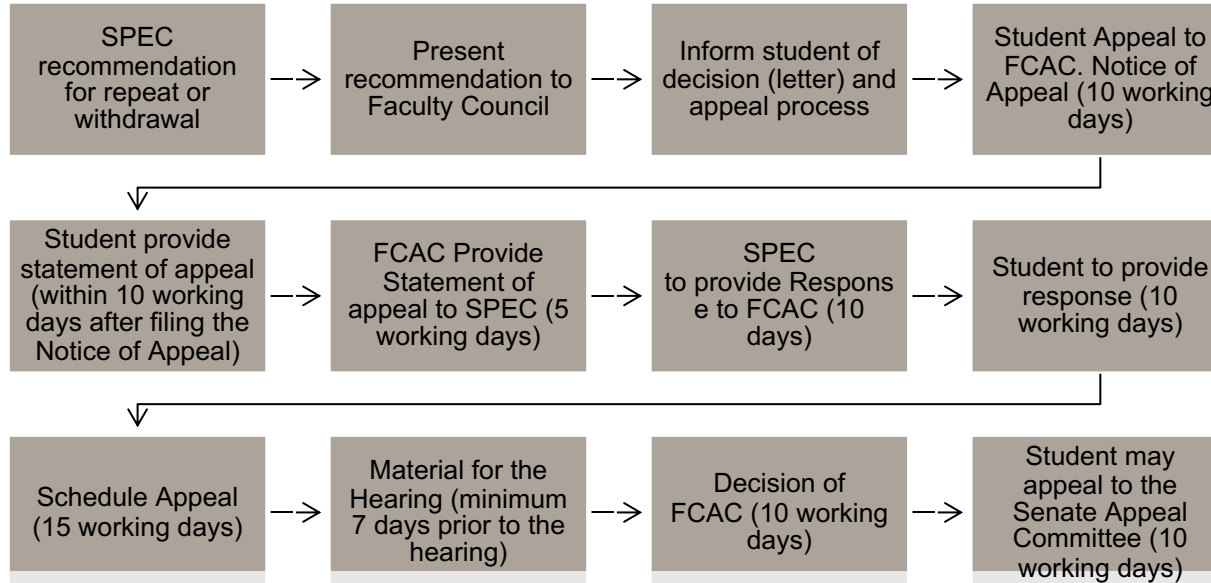 SPEC
recommendation
for repeat or
withdrawal
Present
recommendation to
Faculty Council
Inform student of
decision (letter) and
appeal process
Student Appeal to
FCAC. Notice of
Appeal (10 working
days)
Student provide
statement of appeal
(within 10 working
days after filing the
Notice of Appeal)
FCAC Provide
Statement of
appeal to SPEC (5
working days)
SPEC
to provide Respons
e to FCAC (10
days)
Student to provide
response (10
working days)
Schedule Appeal
(15 working days)
Material for the
Hearing (minimum
7 days prior to the
hearing)
Decision of
FCAC (10 working
days)
Student may
appeal to the
Senate Appeal
Committee (10
working days)